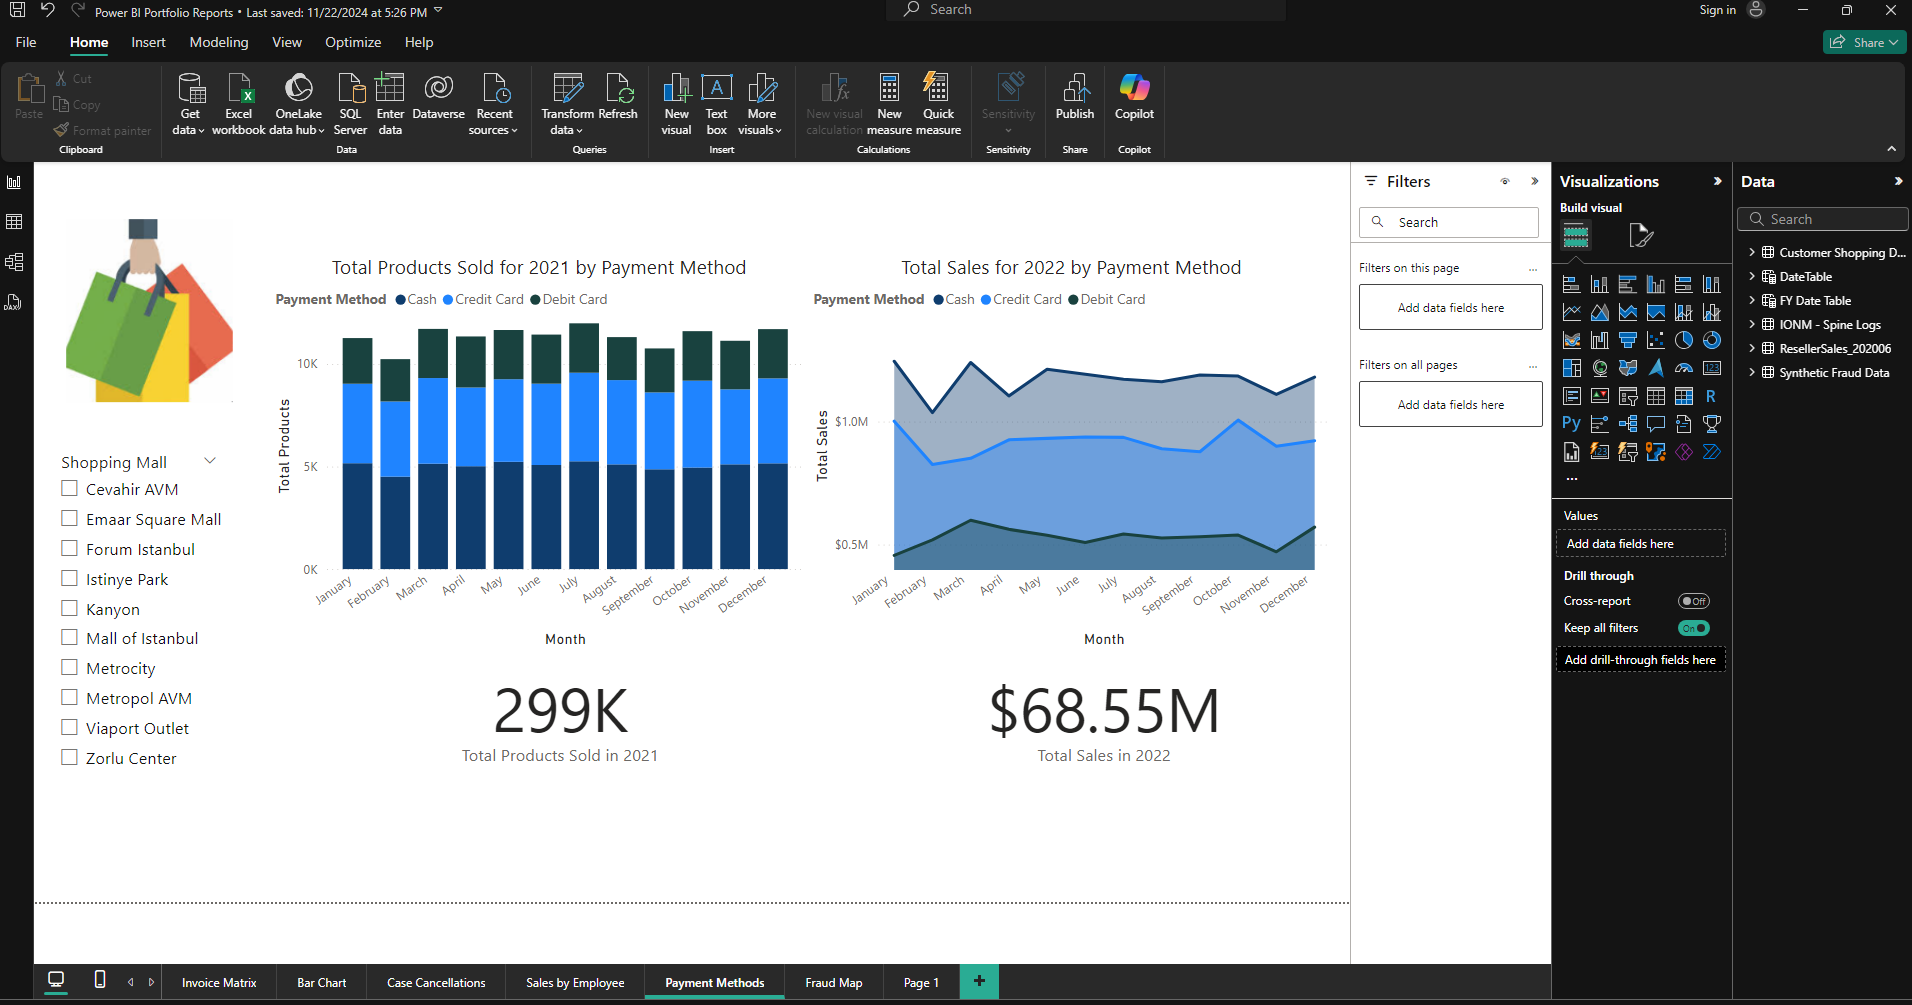 Power BI Portfolio Reports • Last saved: 11/22/2024 at 5:26 PM
Search
Sign in
File
Home
Insert
Modeling
View
Optimize
Help
Share
Paste
Cut
Copy
Format painter
Clipboard
Get
data
Excel
workbook
OneLake
data hub
SQL
Server
Enter
data
Dataverse
Recent
sources
Data
Transform
data
Refresh
Queries
New
visual
Text
box
More
visuals
Insert
New visual
calculation
New
measure
Quick
measure
Calculations
Sensitivity
Sensitivity
Publish
Share
Copilot
Copilot
Shopping Mall
Cevahir AVM
Emaar Square Mall
Forum Istanbul
Istinye Park
Kanyon
Mall of Istanbul
Metrocity
Metropol AVM
Viaport Outlet
Zorlu Center
Total Products Sold for 2021 by Payment Method
Payment Method Cash Credit Card Debit Card
Total Products
10K
5K
0K
January
February
March
April
May
June
July
August
September
October
November
December
Month
299K
Total Products Sold in 2021
Total Sales for 2022 by Payment Method
Payment Method Cash Credit Card Debit Card
Total Sales
$1.0M
$0.5M
January
February
March
April
May
June
July
August
September
October
November
December
Month
$68.55M
Total Sales in 2022
Filters
Search
Filters on this page
...
Add data fields here
Filters on all pages
...
Add data fields here
Visualizations
Build visual
123
R
Py
123
...
Values
Add data fields here
Drill through
Cross-report
Off
Keep all filters
On
Add drill-through fields here
Data
Search
Customer Shopping D...
DateTable
FY Date Table
IONM - Spine Logs
ResellerSales_202006
Synthetic Fraud Data
DAX
Invoice Matrix
Bar Chart
Case Cancellations
Sales by Employee
Payment Methods
Fraud Map
Page 1
+